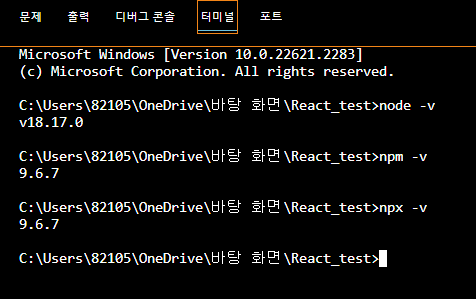 문제 출력 디버그 콘솔 터미널 포트
Microsoft Windows [Version 10.0.22621.2283]
(c) Microsoft Corporation. All rights reserved.
C:\Users\82105\OneDrive\바탕 화면\React_test>node -v
v18.17.0
C:\Users\82105\OneDrive\바탕 화면\React_test>npm -v
9.6.7
C:\Users\82105\OneDrive\바탕 화면\React_test>npx -v
9.6.7
C:\Users\82105\OneDrive\바탕 화면\React_test>